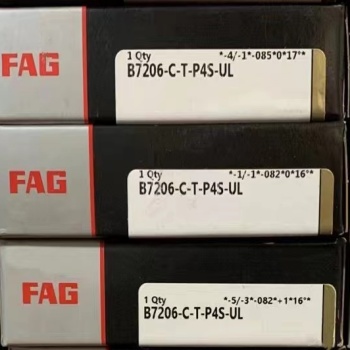 FAG
1 Qty *-4/-1*-085*0*17°*
B7206-C-T-P4S-UL
FAG
1 Qty *-1/-1*-082*0*16°*
B7206-C-T-P4S-UL
FAG
1 Qty *-5/-3*-082*+1*16°*
B7206-C-T-P4S-UL